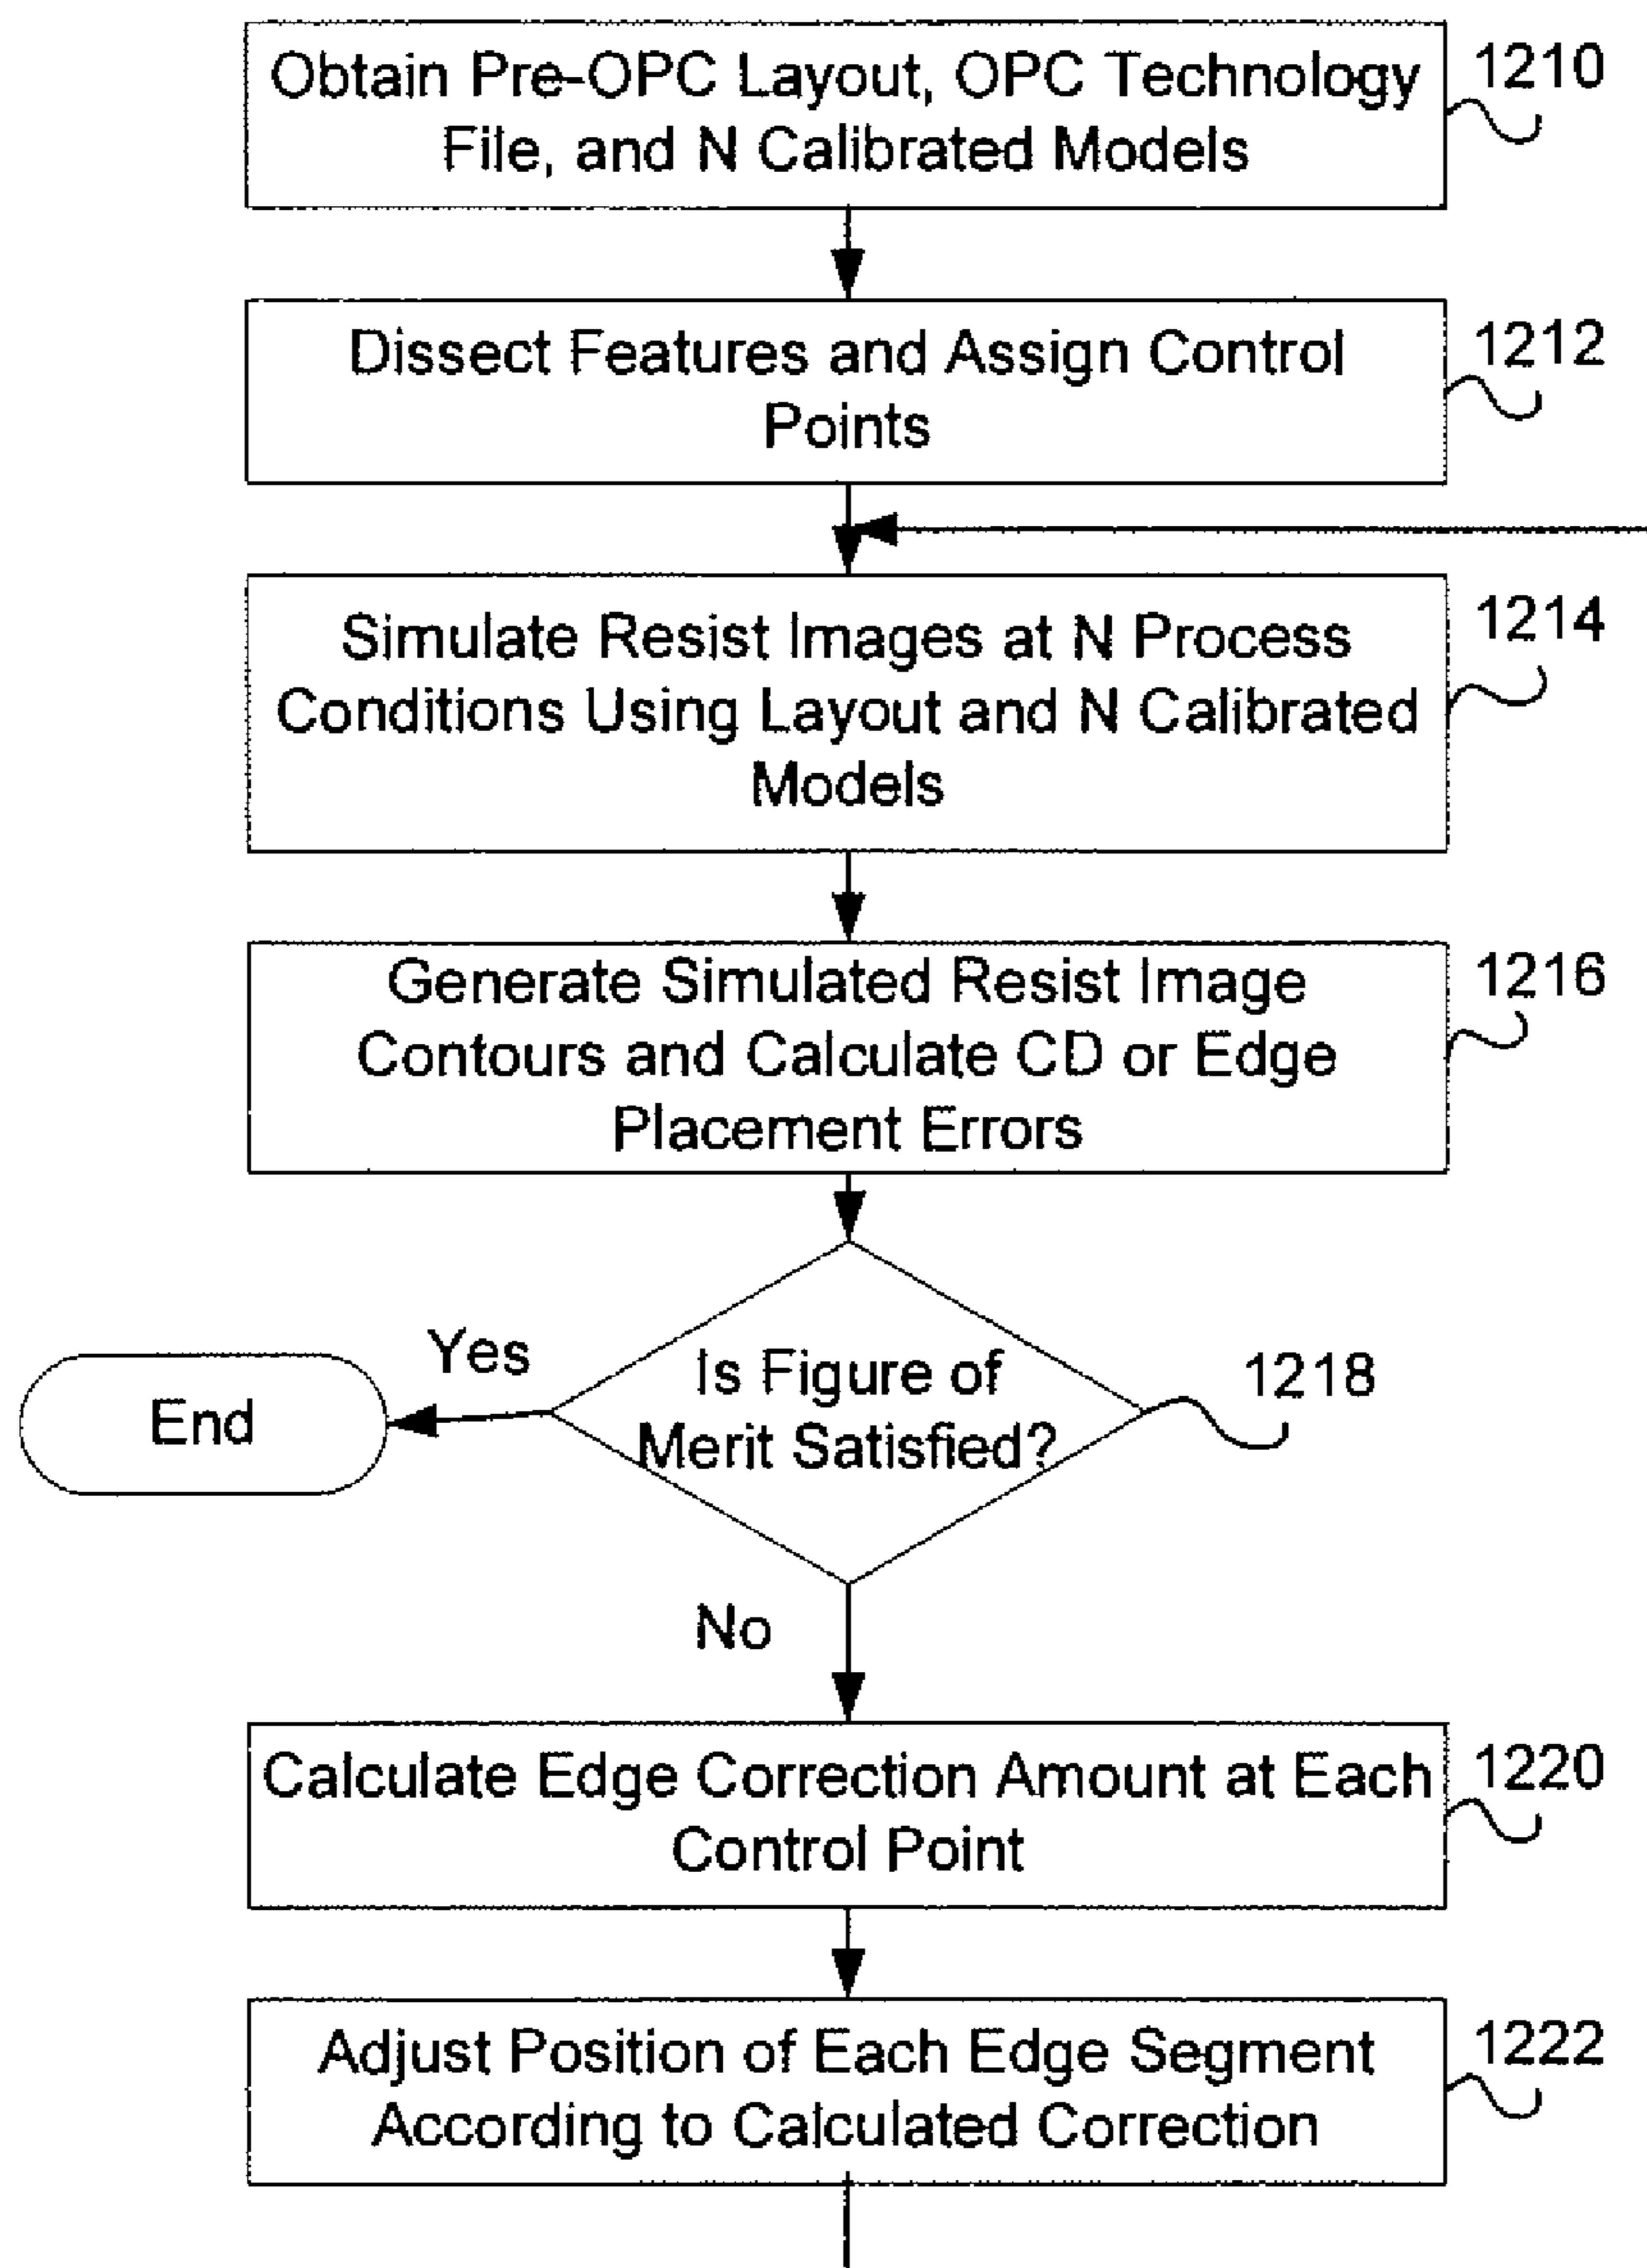 Obtain Pre-OPC Layout, OPC Technology
File, and N Calibrated Models
1210
Dissect Features and Assign Control
Points
1212
Simulate Resist Images at N Process
Conditions Using Layout and N Calibrated
Models
1214
Generate Simulated Resist Image
Contours and Calculate CD or Edge
Placement Errors
1216
Is Figure of
Merit Satisfied?
1218
Yes
End
No
Calculate Edge Correction Amount at Each
Control Point
1220
Adjust Position of Each Edge Segment
According to Calculated Correction
1222